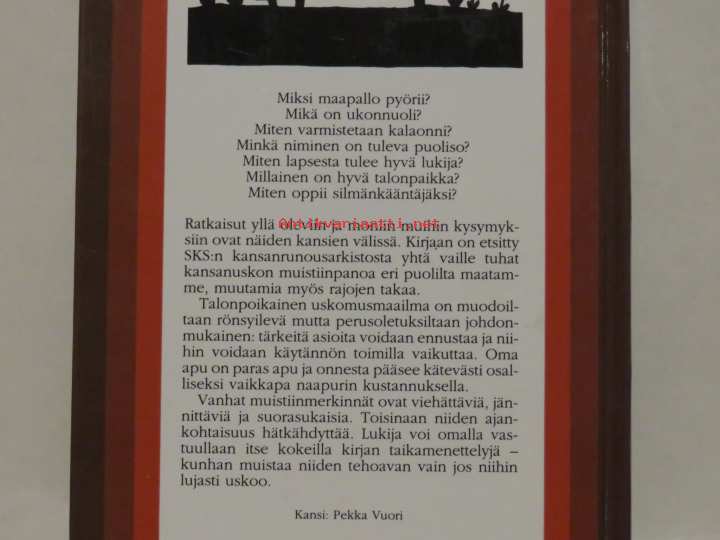 Miksi maapallo pyörii?
Mikä on ukonnuoli?
Miten varmistetaan kalaonni?
Minkä niminen on tuleva puoliso?
Miten lapsesta tulee hyvä lukija?
Millainen on hyvä talonpaikka?
Miten oppii silmänkääntäjäksi?
Ratkaisut yllä oleviin ja moniin muihin kysymyk-
siin ovat näiden kansien välissä. Kirjaan on etsitty
SKS:n kansanrunousarkistosta yhtä vaille tuhat
kansanuskon muistiinpanoa eri puolilta maatam-
me, muutamia myös rajojen takaa.
Talonpoikainen uskomusmaailma on muodoil-
taan rönsyilevä mutta perusoletuksiltaan johdon-
mukainen: tärkeitä asioita voidaan ennustaa ja nii-
hin voidaan käytännön toimilla vaikuttaa. Oma
apu on paras apu ja onnesta pääsee kätevästi osal-
liseksi vaikkapa naapurin kustannuksella.
Vanhat muistiinmerkinnät ovat viehättäviä, jän-
nittäviä ja suorasukaisia. Toisinaan niiden ajan-
kohtaisuus hätkähdyttää. Lukija voi omalla vas-
tuullaan itse kokeilla kirjan taikamenettelyjä –
kunhan muistaa niiden tehoavan vain jos niihin
lujasti uskoo.
Kansi: Pekka Vuori